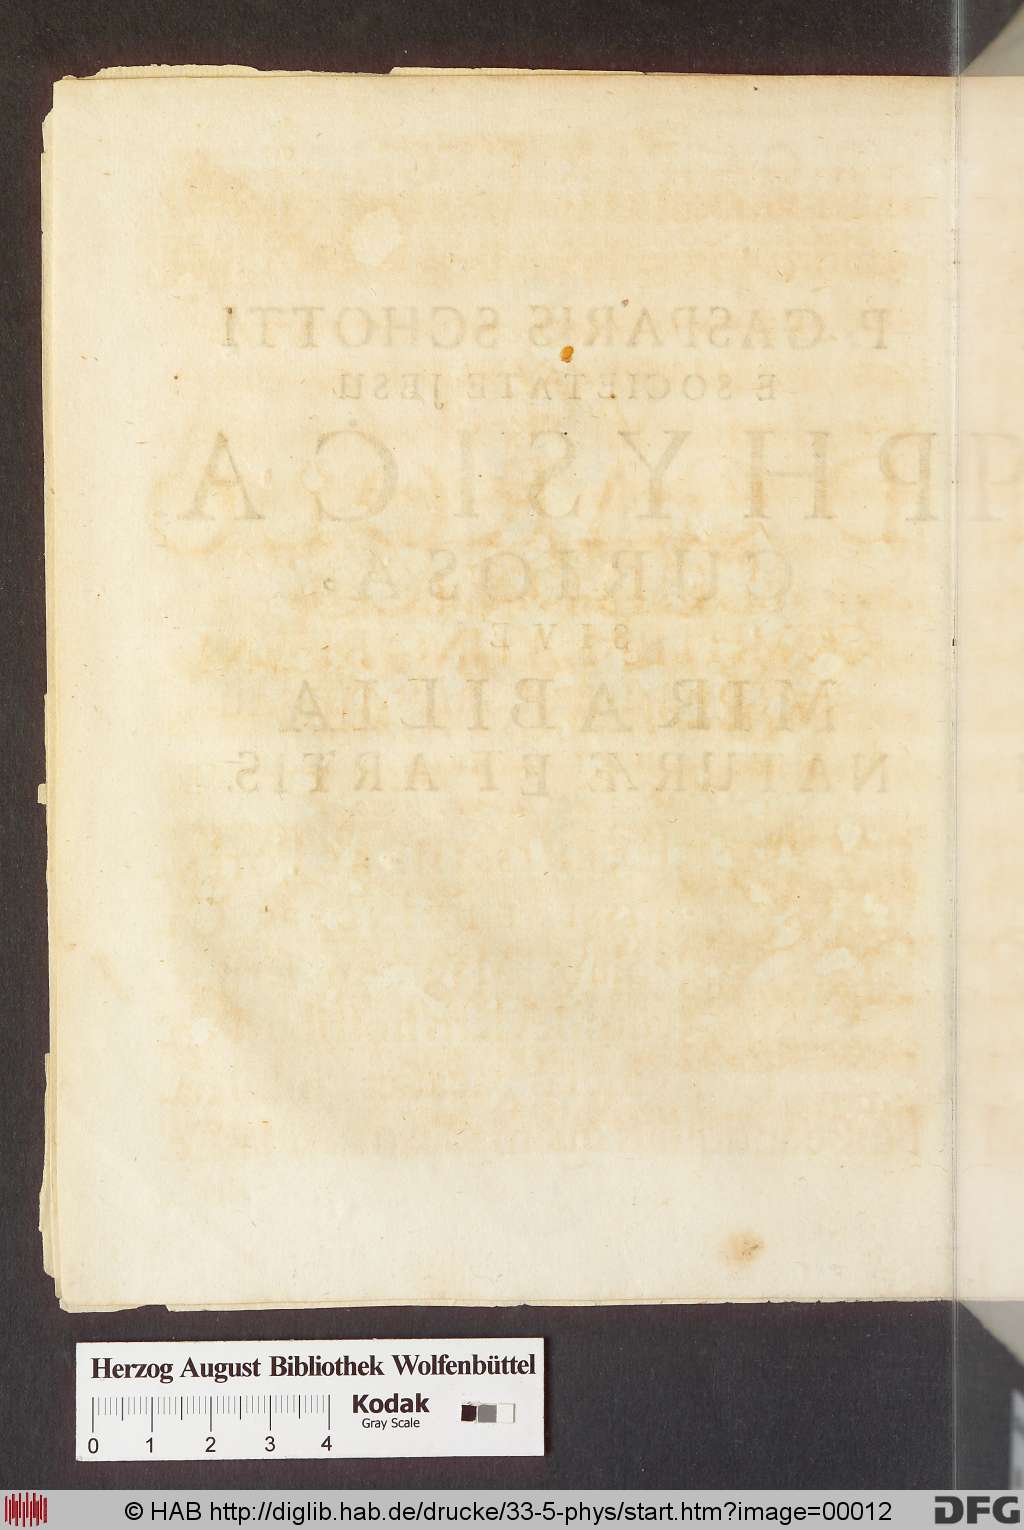 P. GASPARIS SCHOTTI
E SOCIETATE JESU
PHYSICA
CURIOSA,
SIVE
MIRABILIA
NATURÆ ET ARTIS
Herzog August Bibliothek Wolfenbüttel
Kodak
Gray Scale
0 1 2 3 4
© HAB http://diglib.hab.de/drucke/33-5-phys/start.htm?image=00012
DFG